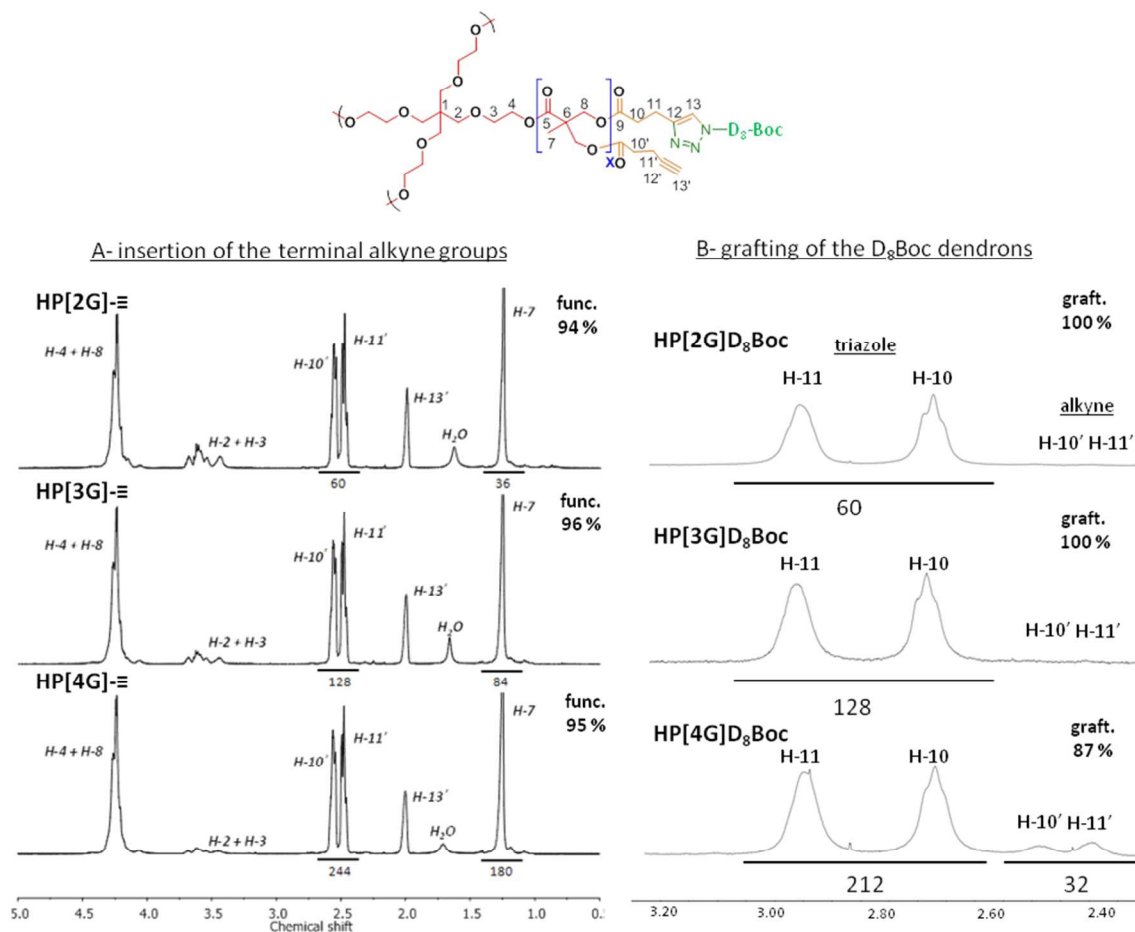 O
O
O
O
O
O
O
O
1
2
3
4
O
5
O
6
7
8
O
O
x
9
O
10
11
12
13
N
N
N
D₈-Boc
10'
O
11'
12'
13'
A- insertion of the terminal alkyne groups
HP[2G]-≡
func.
94 %
H-4 + H-8
H-2 + H-3
H-10'
H-11'
H-13'
H₂O
H-7
60
36
HP[3G]-≡
func.
96 %
H-4 + H-8
H-2 + H-3
H-10'
H-11'
H-13'
H₂O
H-7
128
84
HP[4G]-≡
func.
95 %
H-4 + H-8
H-2 + H-3
H-10'
H-11'
H-13'
H₂O
H-7
244
180
5.0 4.5 4.0 3.5 3.0 2.5 2.0 1.5 1.0
Chemical shift
B- grafting of the D₈Boc dendrons
graft.
100 %
HP[2G]D₈Boc
triazole
H-11
H-10
alkyne
H-10' H-11'
60
graft.
100 %
HP[3G]D₈Boc
H-11
H-10
H-10' H-11'
128
HP[4G]D₈Boc
graft.
87 %
H-11
H-10
H-10' H-11'
212
32
3.20 3.00 2.80 2.60 2.40